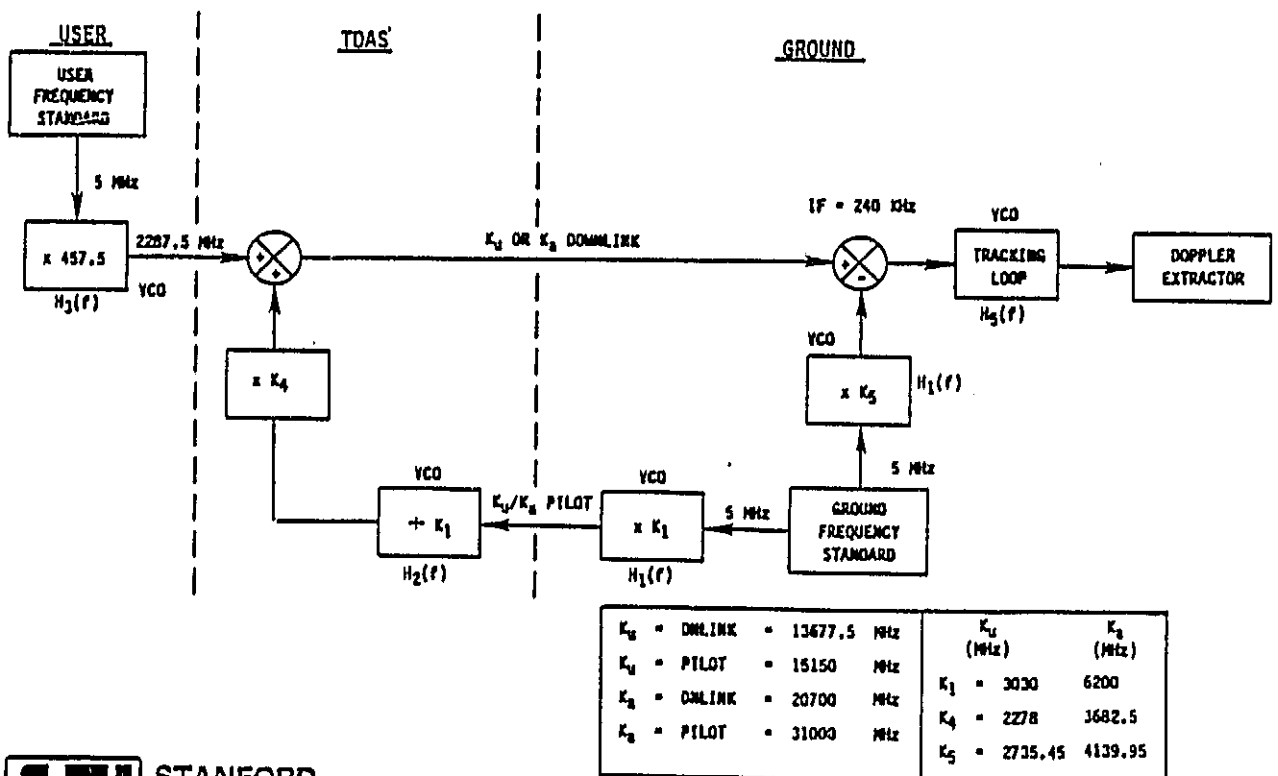 USER
TDAS'
GROUND
USER
FREQUENCY
STANDARD
5 MHz
x 457.5
2287.5 MHz
VCO
H3(f)
Ku OR Ka DOWNLINK
IF = 240 KHz
VCO
TRACKING
LOOP
H5(f)
DOPPLER
EXTRACTOR
x K4
VCO
x K5
H1(f)
5 MHz
VCO
÷ K1
H2(f)
Ku/Ka PILOT
VCO
x K1
H1(f)
5 MHz
GROUND
FREQUENCY
STANDARD
Ku = DNLINK = 13677.5 MHz
Ku = PILOT = 15150 MHz
Ka = DNLINK = 20700 MHz
Ka = PILOT = 31000 MHz
Ku Ka
(MHz) (MHz)
K1 = 3030 6200
K4 = 2278 3682.5
K5 = 2735.45 4139.95
STANFORD